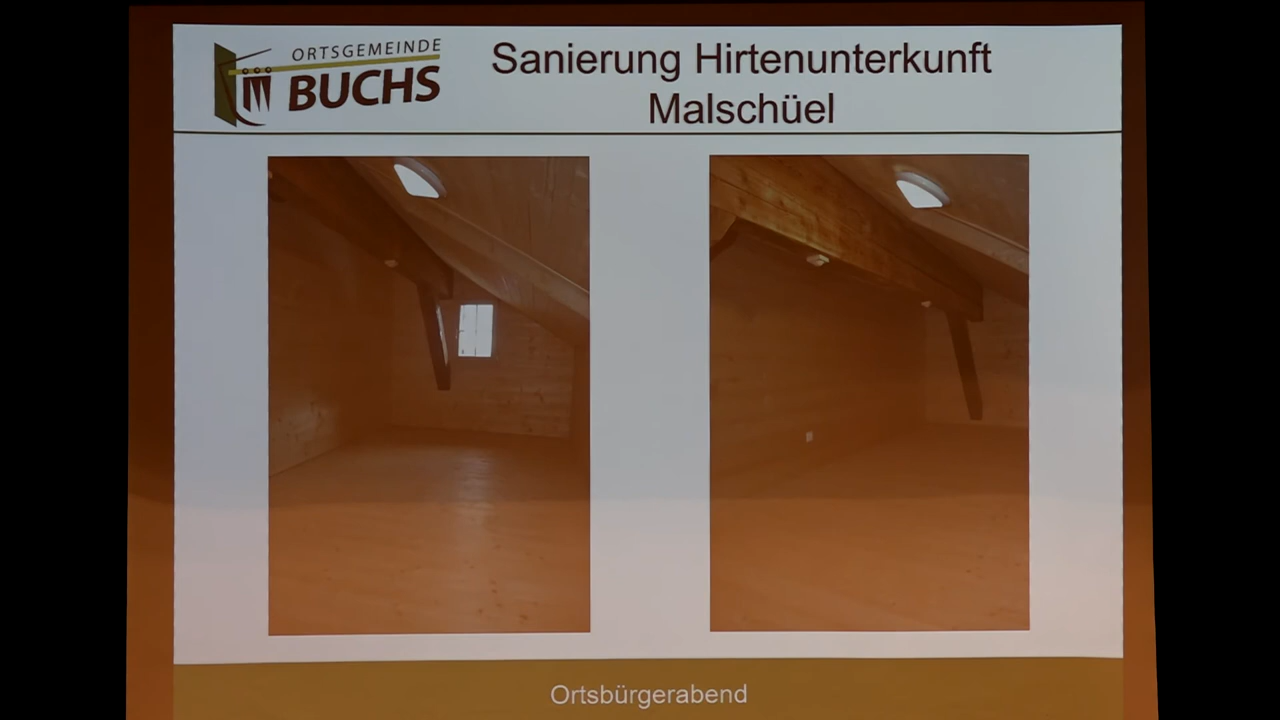 ORTSGEMEINDE
BUCHS
Sanierung Hirtenunterkunft
Malschüel
Ortsbürgerabend